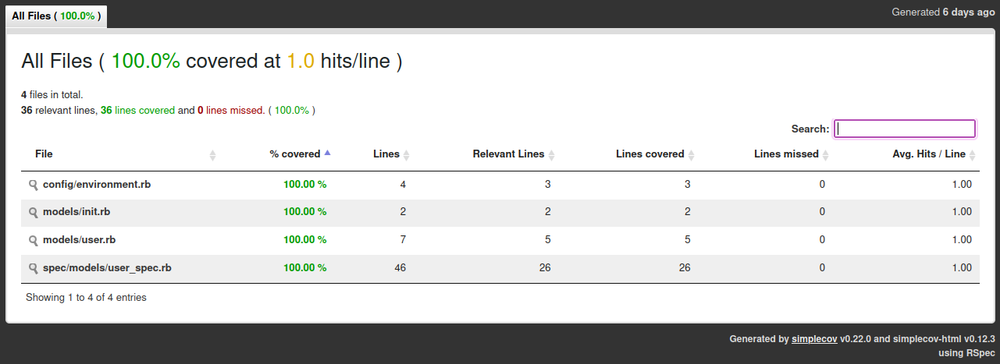 All Files ( 100.0% )
Generated 6 days ago
All Files ( 100.0% covered at 1.0 hits/line )
4 files in total.
36 relevant lines, 36 lines covered and 0 lines missed. ( 100.0% )
Search:
File % covered Lines Relevant Lines Lines covered Lines missed Avg. Hits / Line
config/environment.rb 100.00 % 4 3 3 0 1.00
models/init.rb 100.00 % 2 2 2 0 1.00
models/user.rb 100.00 % 7 5 5 0 1.00
spec/models/user_spec.rb 100.00 % 46 26 26 0 1.00
Showing 1 to 4 of 4 entries
Generated by simplecov v0.22.0 and simplecov-html v0.12.3
using RSpec